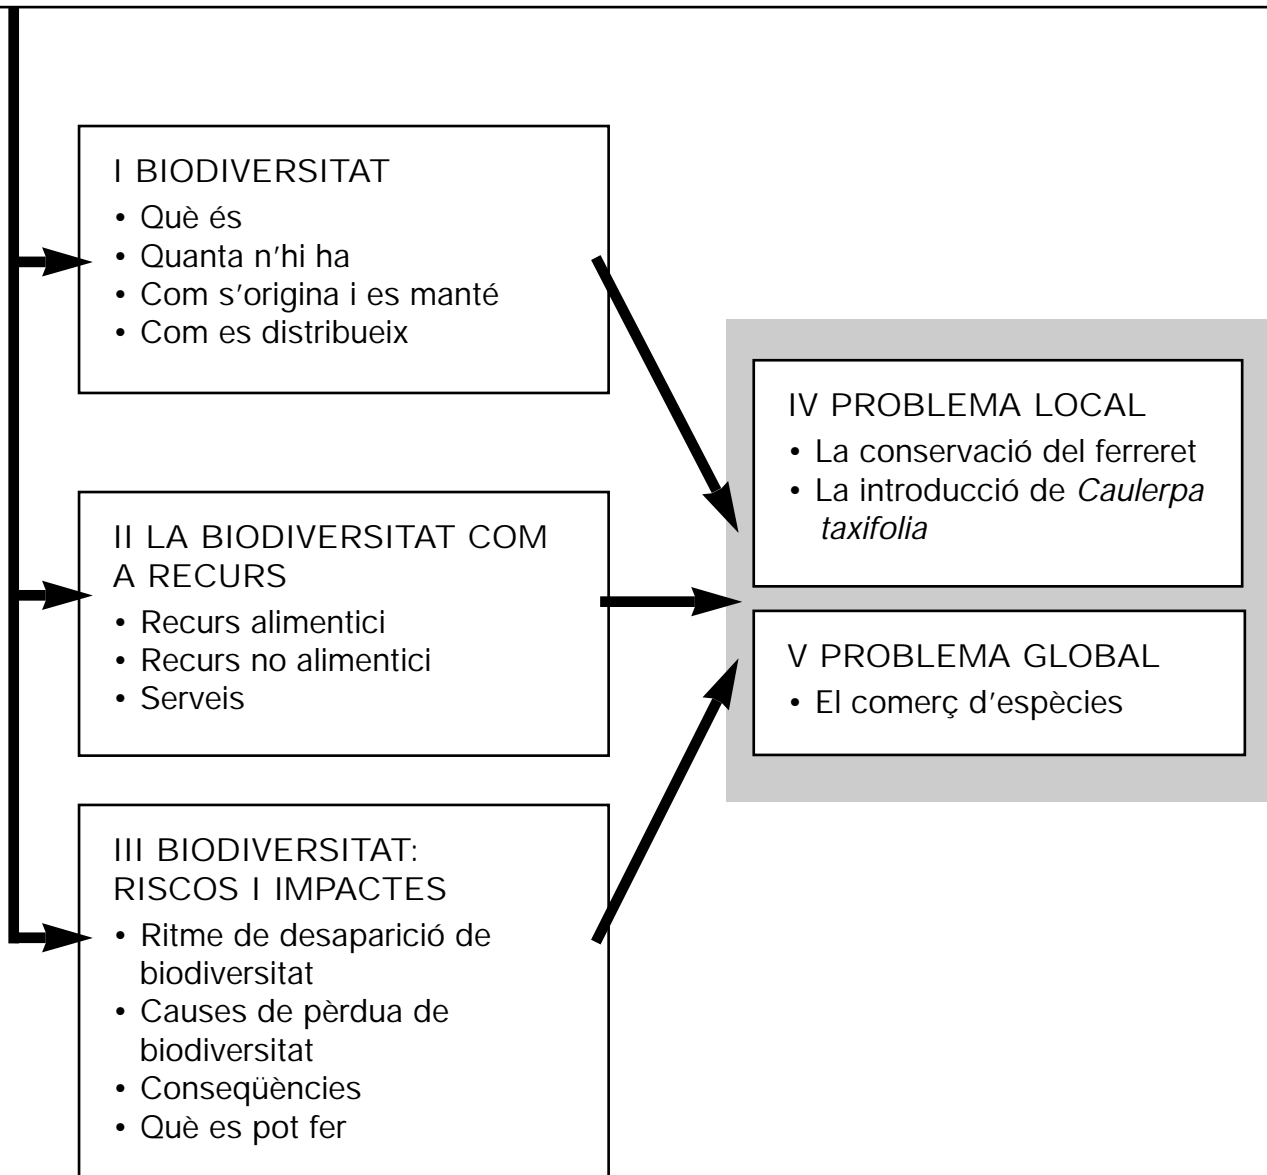 I BIODIVERSITAT
• Què és
• Quanta n'hi ha
• Com s'origina i es manté
• Com es distribueix
II LA BIODIVERSITAT COM
A RECURS
• Recurs alimentici
• Recurs no alimentici
• Serveis
III BIODIVERSITAT:
RISCOS I IMPACTES
• Ritme de desaparició de
biodiversitat
• Causes de pèrdua de
biodiversitat
• Conseqüències
• Què es pot fer
IV PROBLEMA LOCAL
• La conservació del ferreret
• La introducció de Caulerpa
taxifolia
V PROBLEMA GLOBAL
• El comerç d'espècies